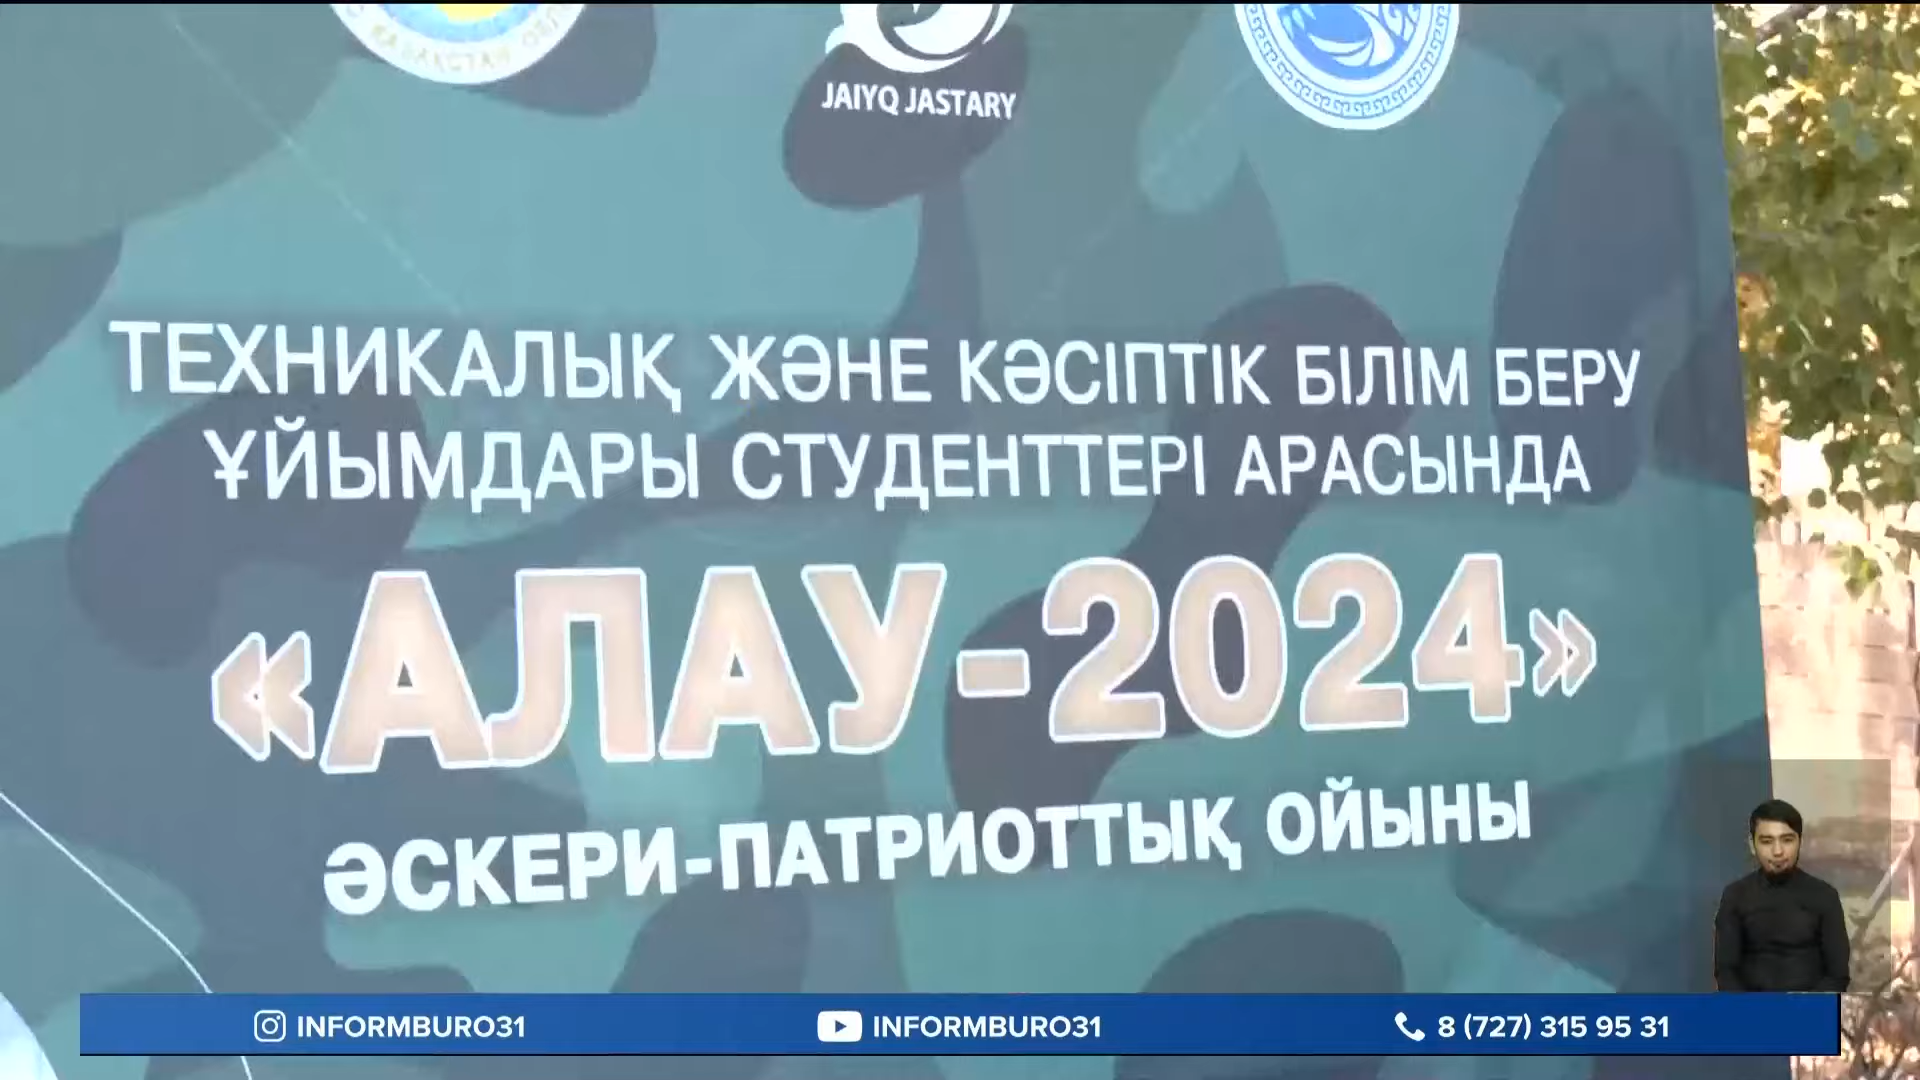 ҚАЗАҚСТАН
JAIYQ JASTARY
ТЕХНИКАЛЫҚ ЖӘНЕ КӘСІПТІК БІЛІМ БЕРУ
ҰЙЫМДАРЫ СТУДЕНТТЕРІ АРАСЫНДА
«АЛАУ-2024»
ӘСКЕРИ-ПАТРИОТТЫҚ ОЙЫНЫ
INFORMBURO31
INFORMBURO31
8 (727) 315 95 31